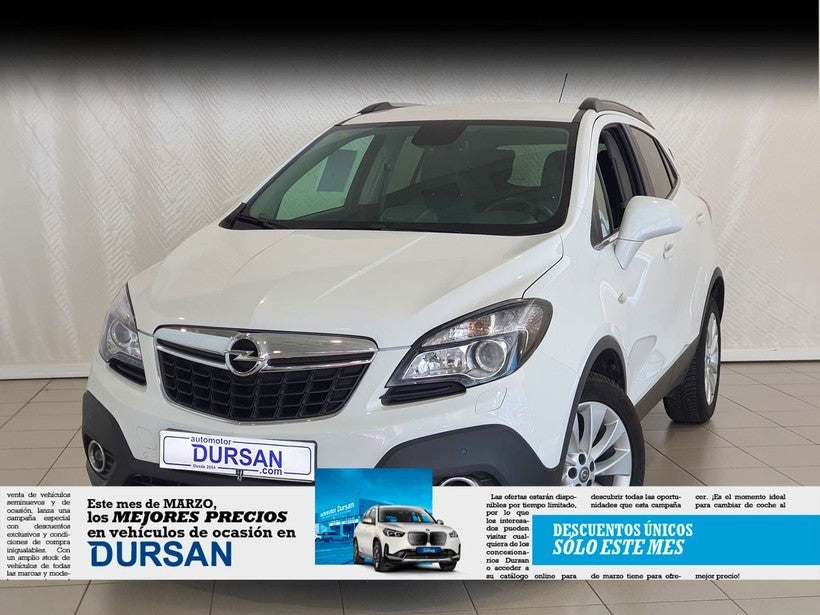 automotor
DURSAN
Desde 2004
.com
venta de vehículos
seminuevos y de
ocasión, lanza una
campaña especial
con descuentos
exclusivos y condiciones
de compra
inigualables. Con
un amplio stock de
vehículos de todas
las marcas y mode-
Este mes de MARZO,
los MEJORES PRECIOS
en vehículos de ocasión en
DURSAN
Las ofertas estarán dispo-
nibles por tiempo limitado,
por lo que
los interesa-
dos pueden
visitar cual-
quiera de los
concesiona-
rios Dursan
o acceder a
su catálogo online para
descubrir todas las oportu-
nidades que esta campaña
de marzo tiene para ofre-
cer. ¡Es el momento ideal
para cambiar de coche al
mejor precio!
DESCUENTOS ÚNICOS
SÓLO ESTE MES